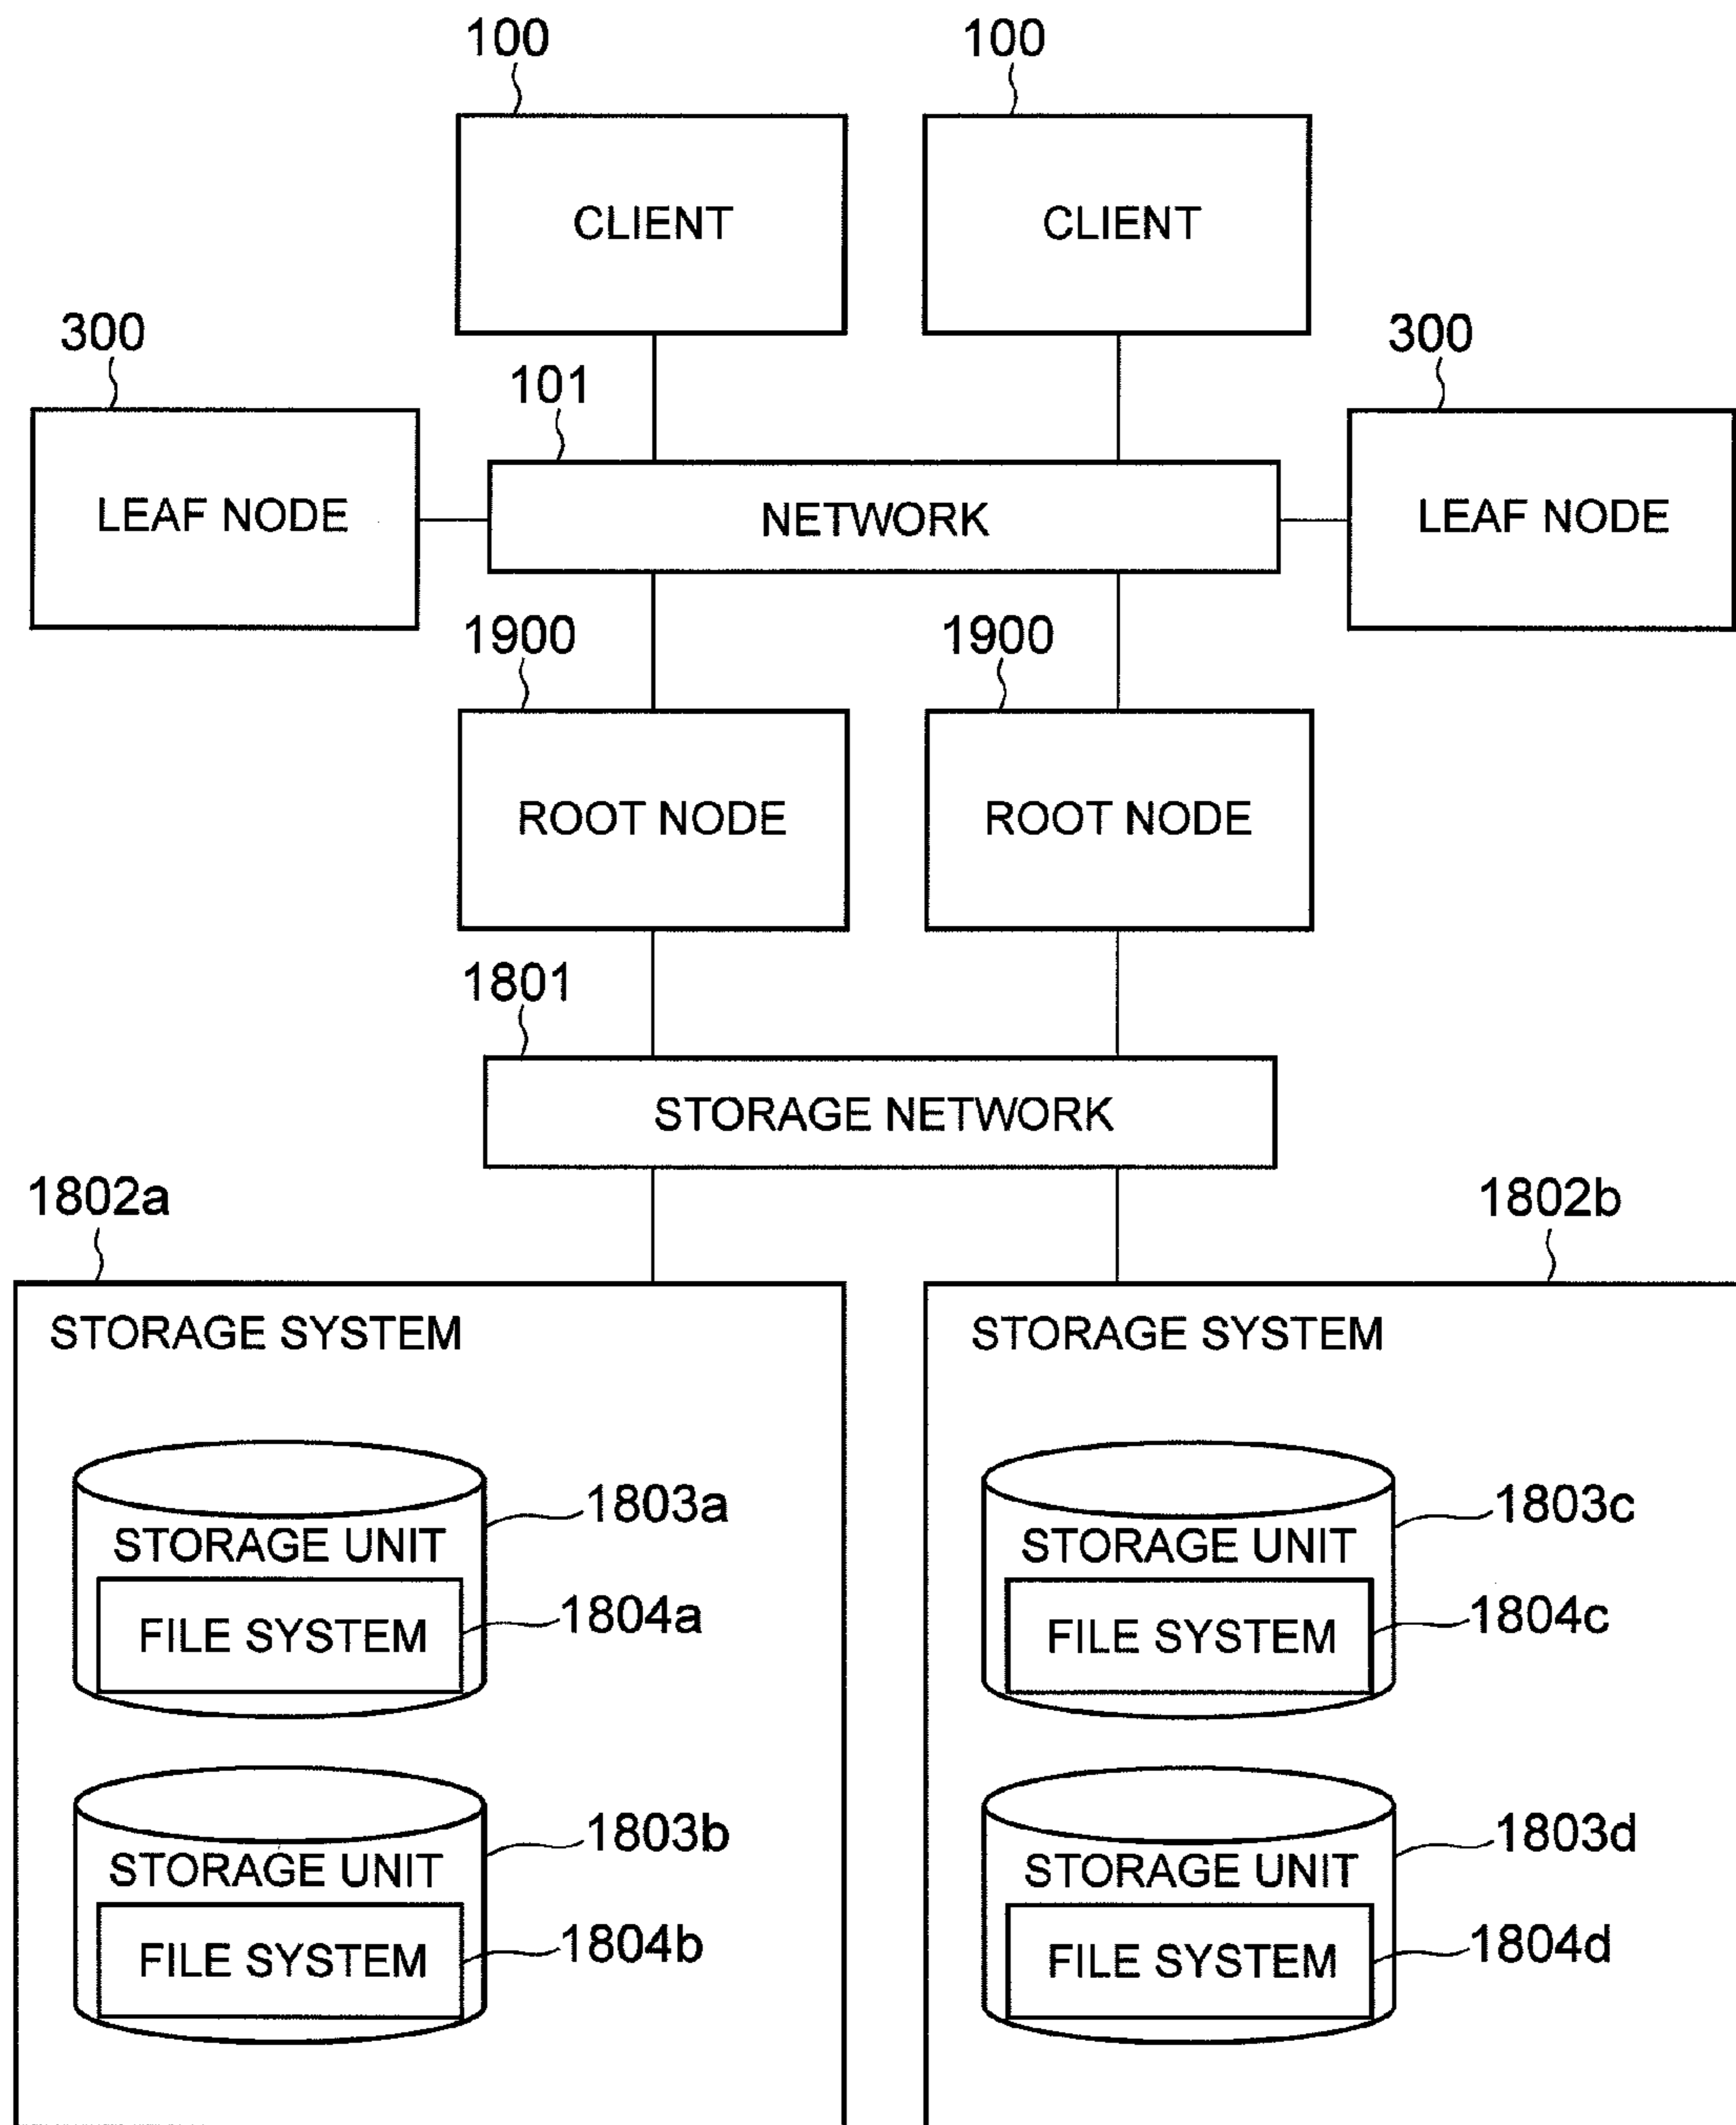 100
100
CLIENT
CLIENT
300
101
300
LEAF NODE
NETWORK
LEAF NODE
1900
1900
ROOT NODE
ROOT NODE
1801
STORAGE NETWORK
1802a
1802b
STORAGE SYSTEM
STORAGE SYSTEM
1803a
STORAGE UNIT
1804a
FILE SYSTEM
1803c
STORAGE UNIT
1804c
FILE SYSTEM
1803b
STORAGE UNIT
1804b
FILE SYSTEM
1803d
STORAGE UNIT
1804d
FILE SYSTEM